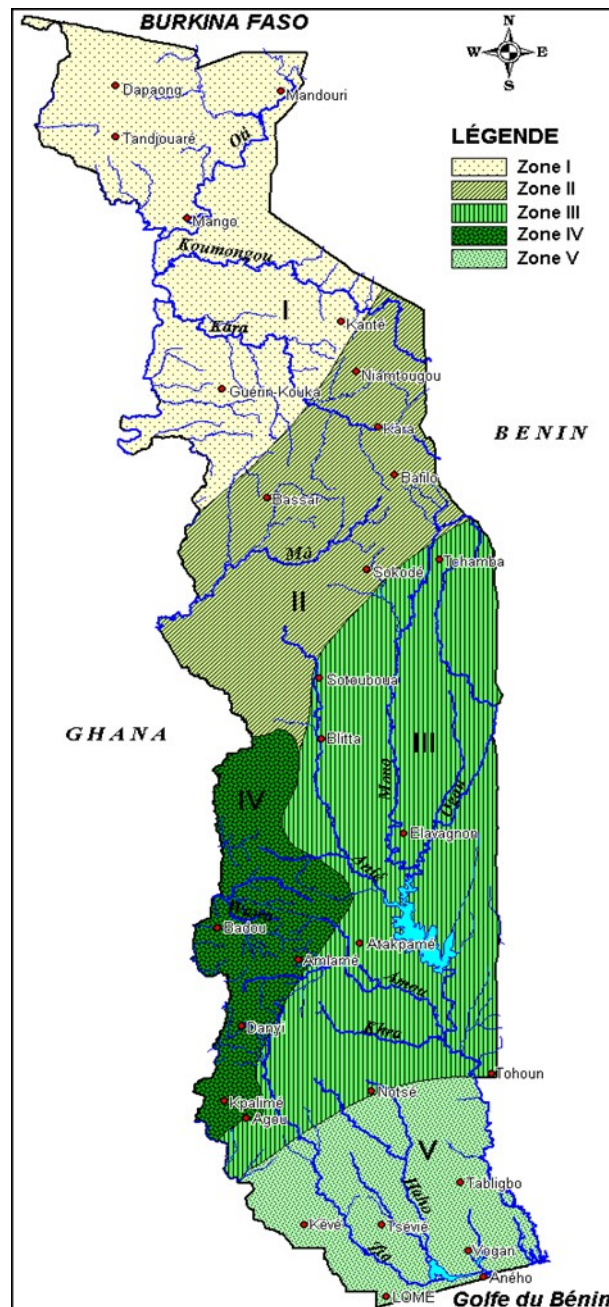 BURKINA FASO
N
W E
S
Dapaong
Mandouri
LÉGENDE
Tandjouaré
Oti
Zone I
Zone II
Zone III
Mango
Zone IV
Koumongou
Zone V
I
Kara
Kanté
Niamtougou
Guérin-Kouka
Kara
BENIN
Bafilo
Bassar
Mô
Tchamba
Sokodé
II
Sotouboua
GHANA
Blitta
III
Mono
Ogou
IV
Elavagnon
Anié
Wawa
Badou
Atakpamé
Amlamé
Amou
Danyi
Khra
Tohoun
Notsé
Kpalimé
Agou
V
Tabligbo
Haho
Kévé
Tsévié
Zio
Vogan
Aného
LOME
Golfe du Bénin